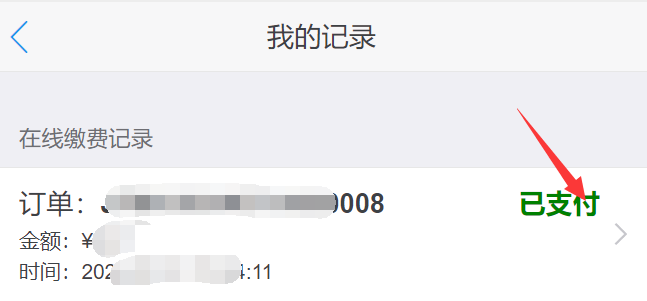 我的记录
在线缴费记录
订单：0008 已支付
金额：¥
时间：202 4:11